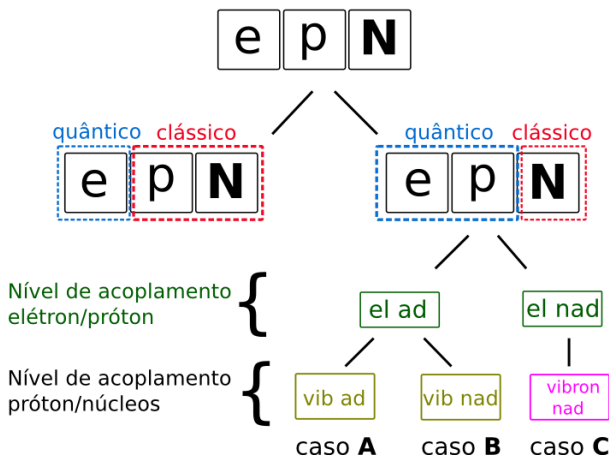 e p N
quântico clássico
e p N
quântico clássico
e p N
Nível de acoplamento
elétron/próton
{
el ad
el nad
Nível de acoplamento
próton/núcleos
{
vib ad
vib nad
vibron
nad
caso A
caso B
caso C